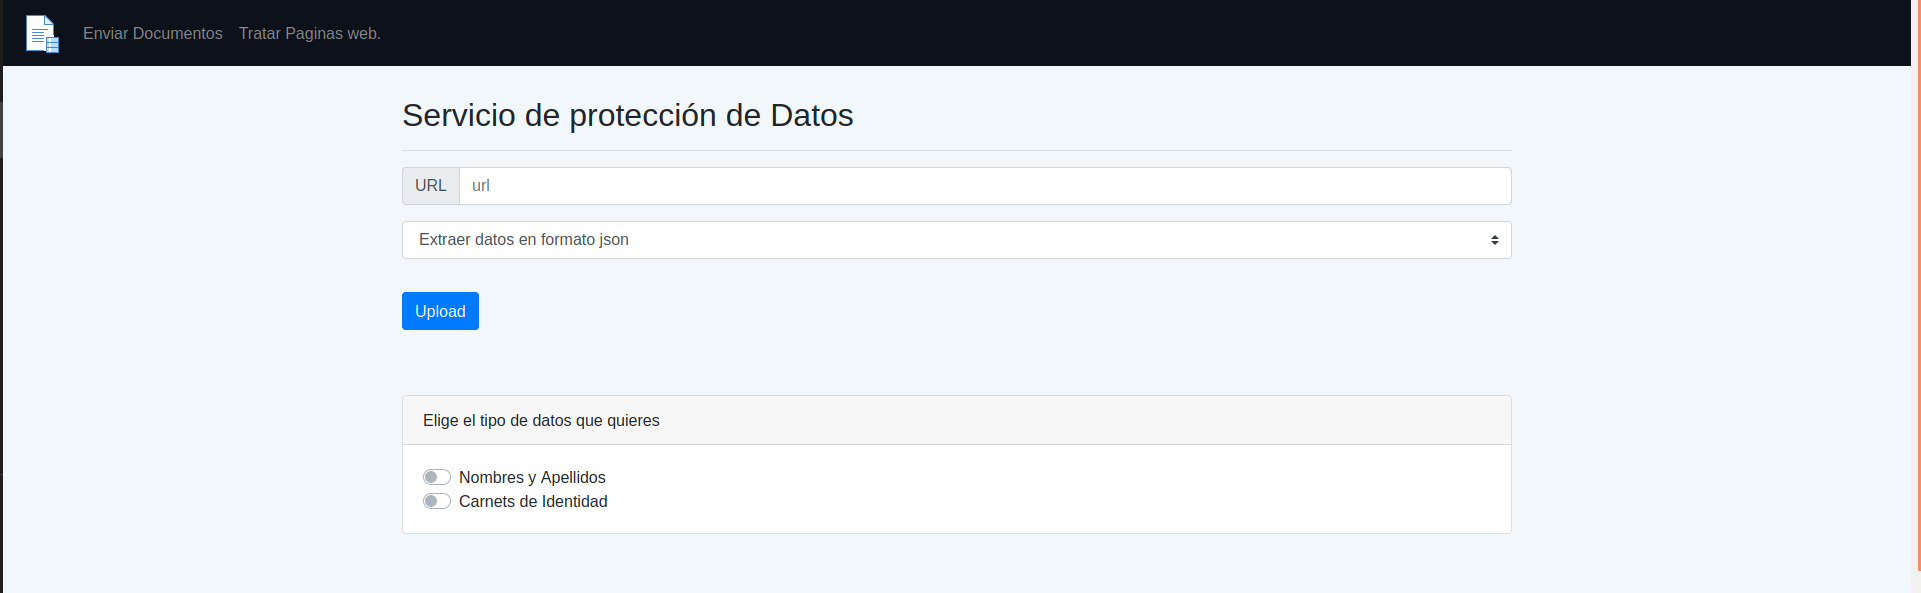 Enviar Documentos Tratar Paginas web.
Servicio de protección de Datos
URL url
Extraer datos en formato json
Upload
Elige el tipo de datos que quieres
Nombres y Apellidos
Carnets de Identidad